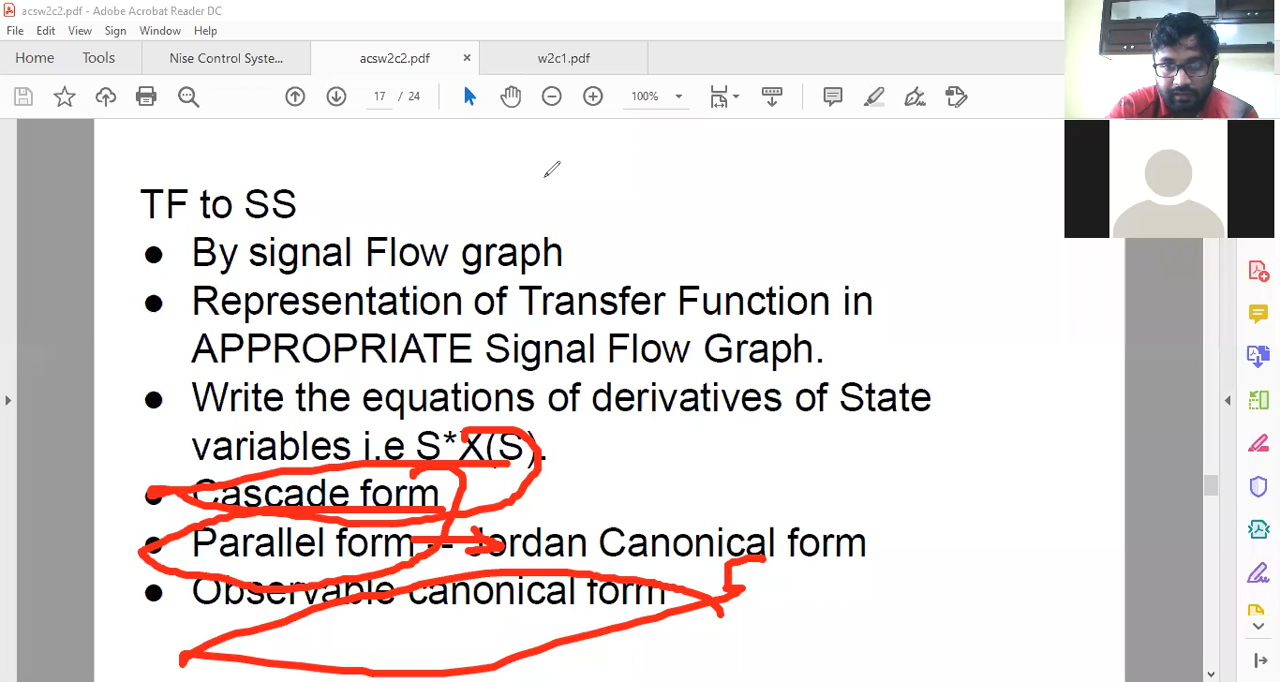 acsw2c2.pdf - Adobe Acrobat Reader DC
File Edit View Sign Window Help
Home Tools Nise Control Syste... acsw2c2.pdf × w2c1.pdf
17 / 24 100%
TF to SS
● By signal Flow graph
● Representation of Transfer Function in
APPROPRIATE Signal Flow Graph.
● Write the equations of derivatives of State
variables i.e S*X(S).
● Cascade form
● Parallel form -- Jordan Canonical form
● Observable canonical form